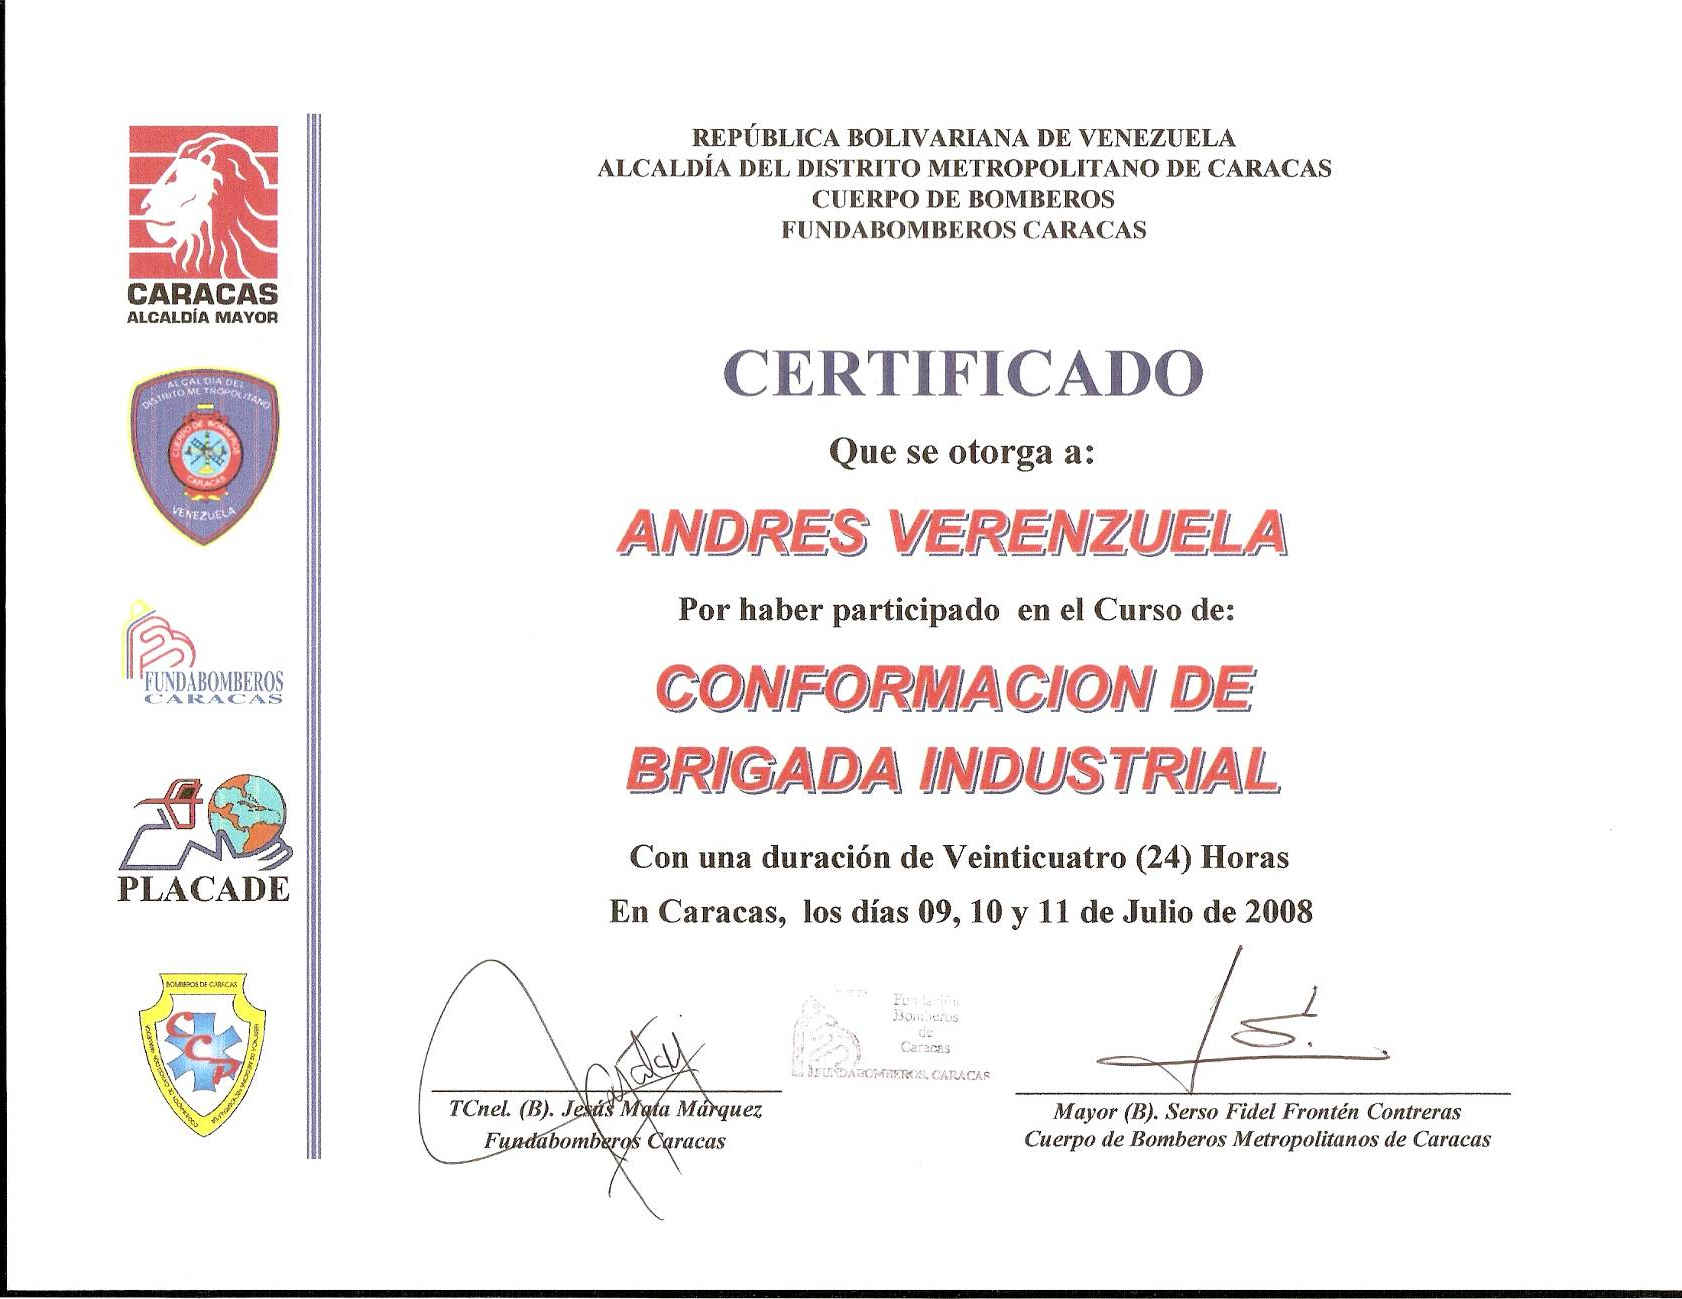 REPÚBLICA BOLIVARIANA DE VENEZUELA
ALCALDÍA DEL DISTRITO METROPOLITANO DE CARACAS
CUERPO DE BOMBEROS
FUNDABOMBEROS CARACAS
CARACAS
ALCALDÍA MAYOR
ALCALDIA DEL
DISTRITO METROPOLITANO
CUERPO DE BOMBEROS
CARACAS
VENEZUELA
FUNDABOMBEROS
CARACAS
PLACADE
BOMBEROS DE CARACAS
CCP
CERTIFICADO
Que se otorga a:
ANDRES VERENZUELA
Por haber participado en el Curso de:
CONFORMACION DE
BRIGADA INDUSTRIAL
Con una duración de Veinticuatro (24) Horas
En Caracas, los días 09, 10 y 11 de Julio de 2008
Fundación
Bomberos
de
Caracas
FUNDABOMBEROS, CARACAS
TCnel. (B). Jesús Mata Márquez
Fundabomberos Caracas
Mayor (B). Serso Fidel Frontén Contreras
Cuerpo de Bomberos Metropolitanos de Caracas